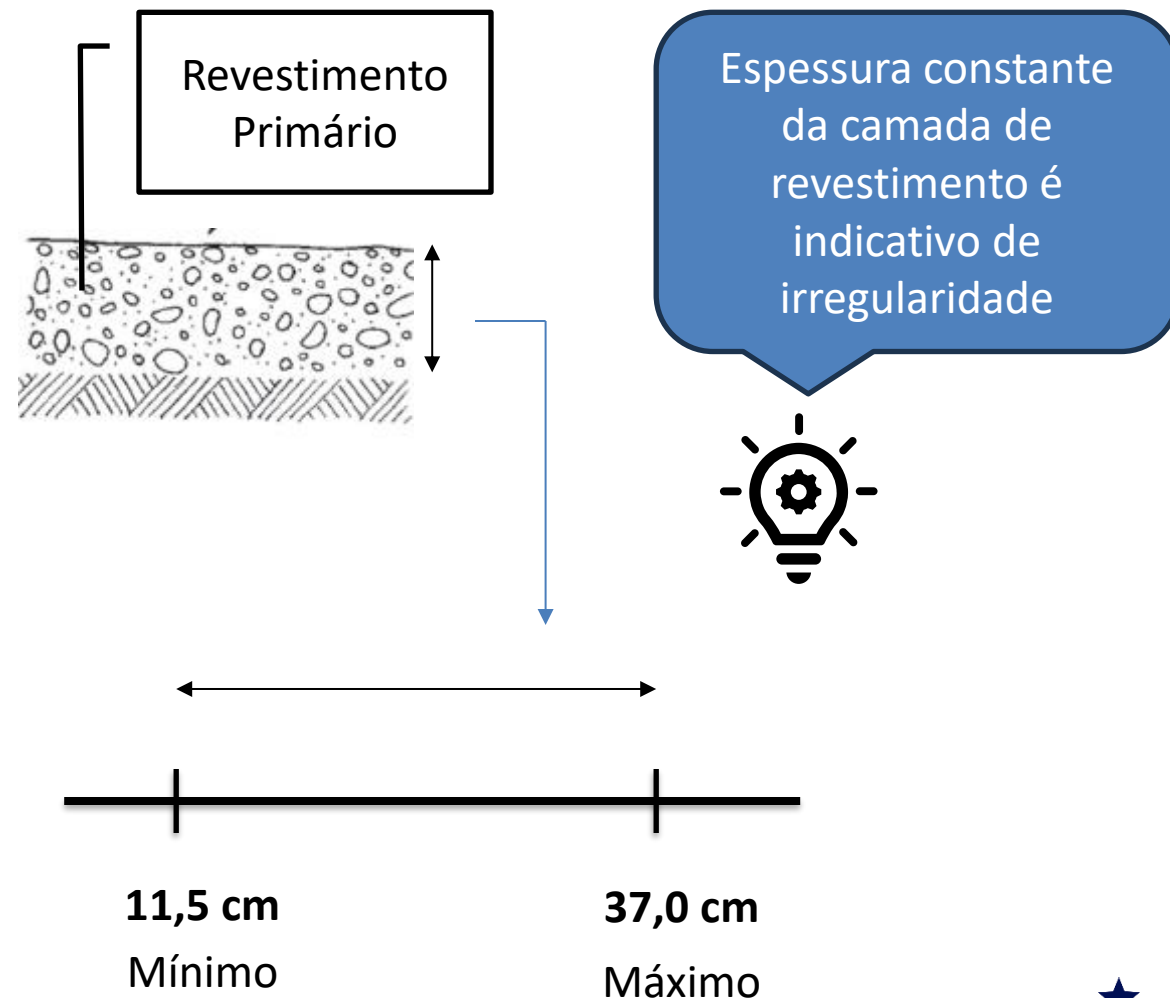 Revestimento
Primário
Espessura constante
da camada de
revestimento é
indicativo de
irregularidade
11,5 cm
Mínimo
37,0 cm
Máximo